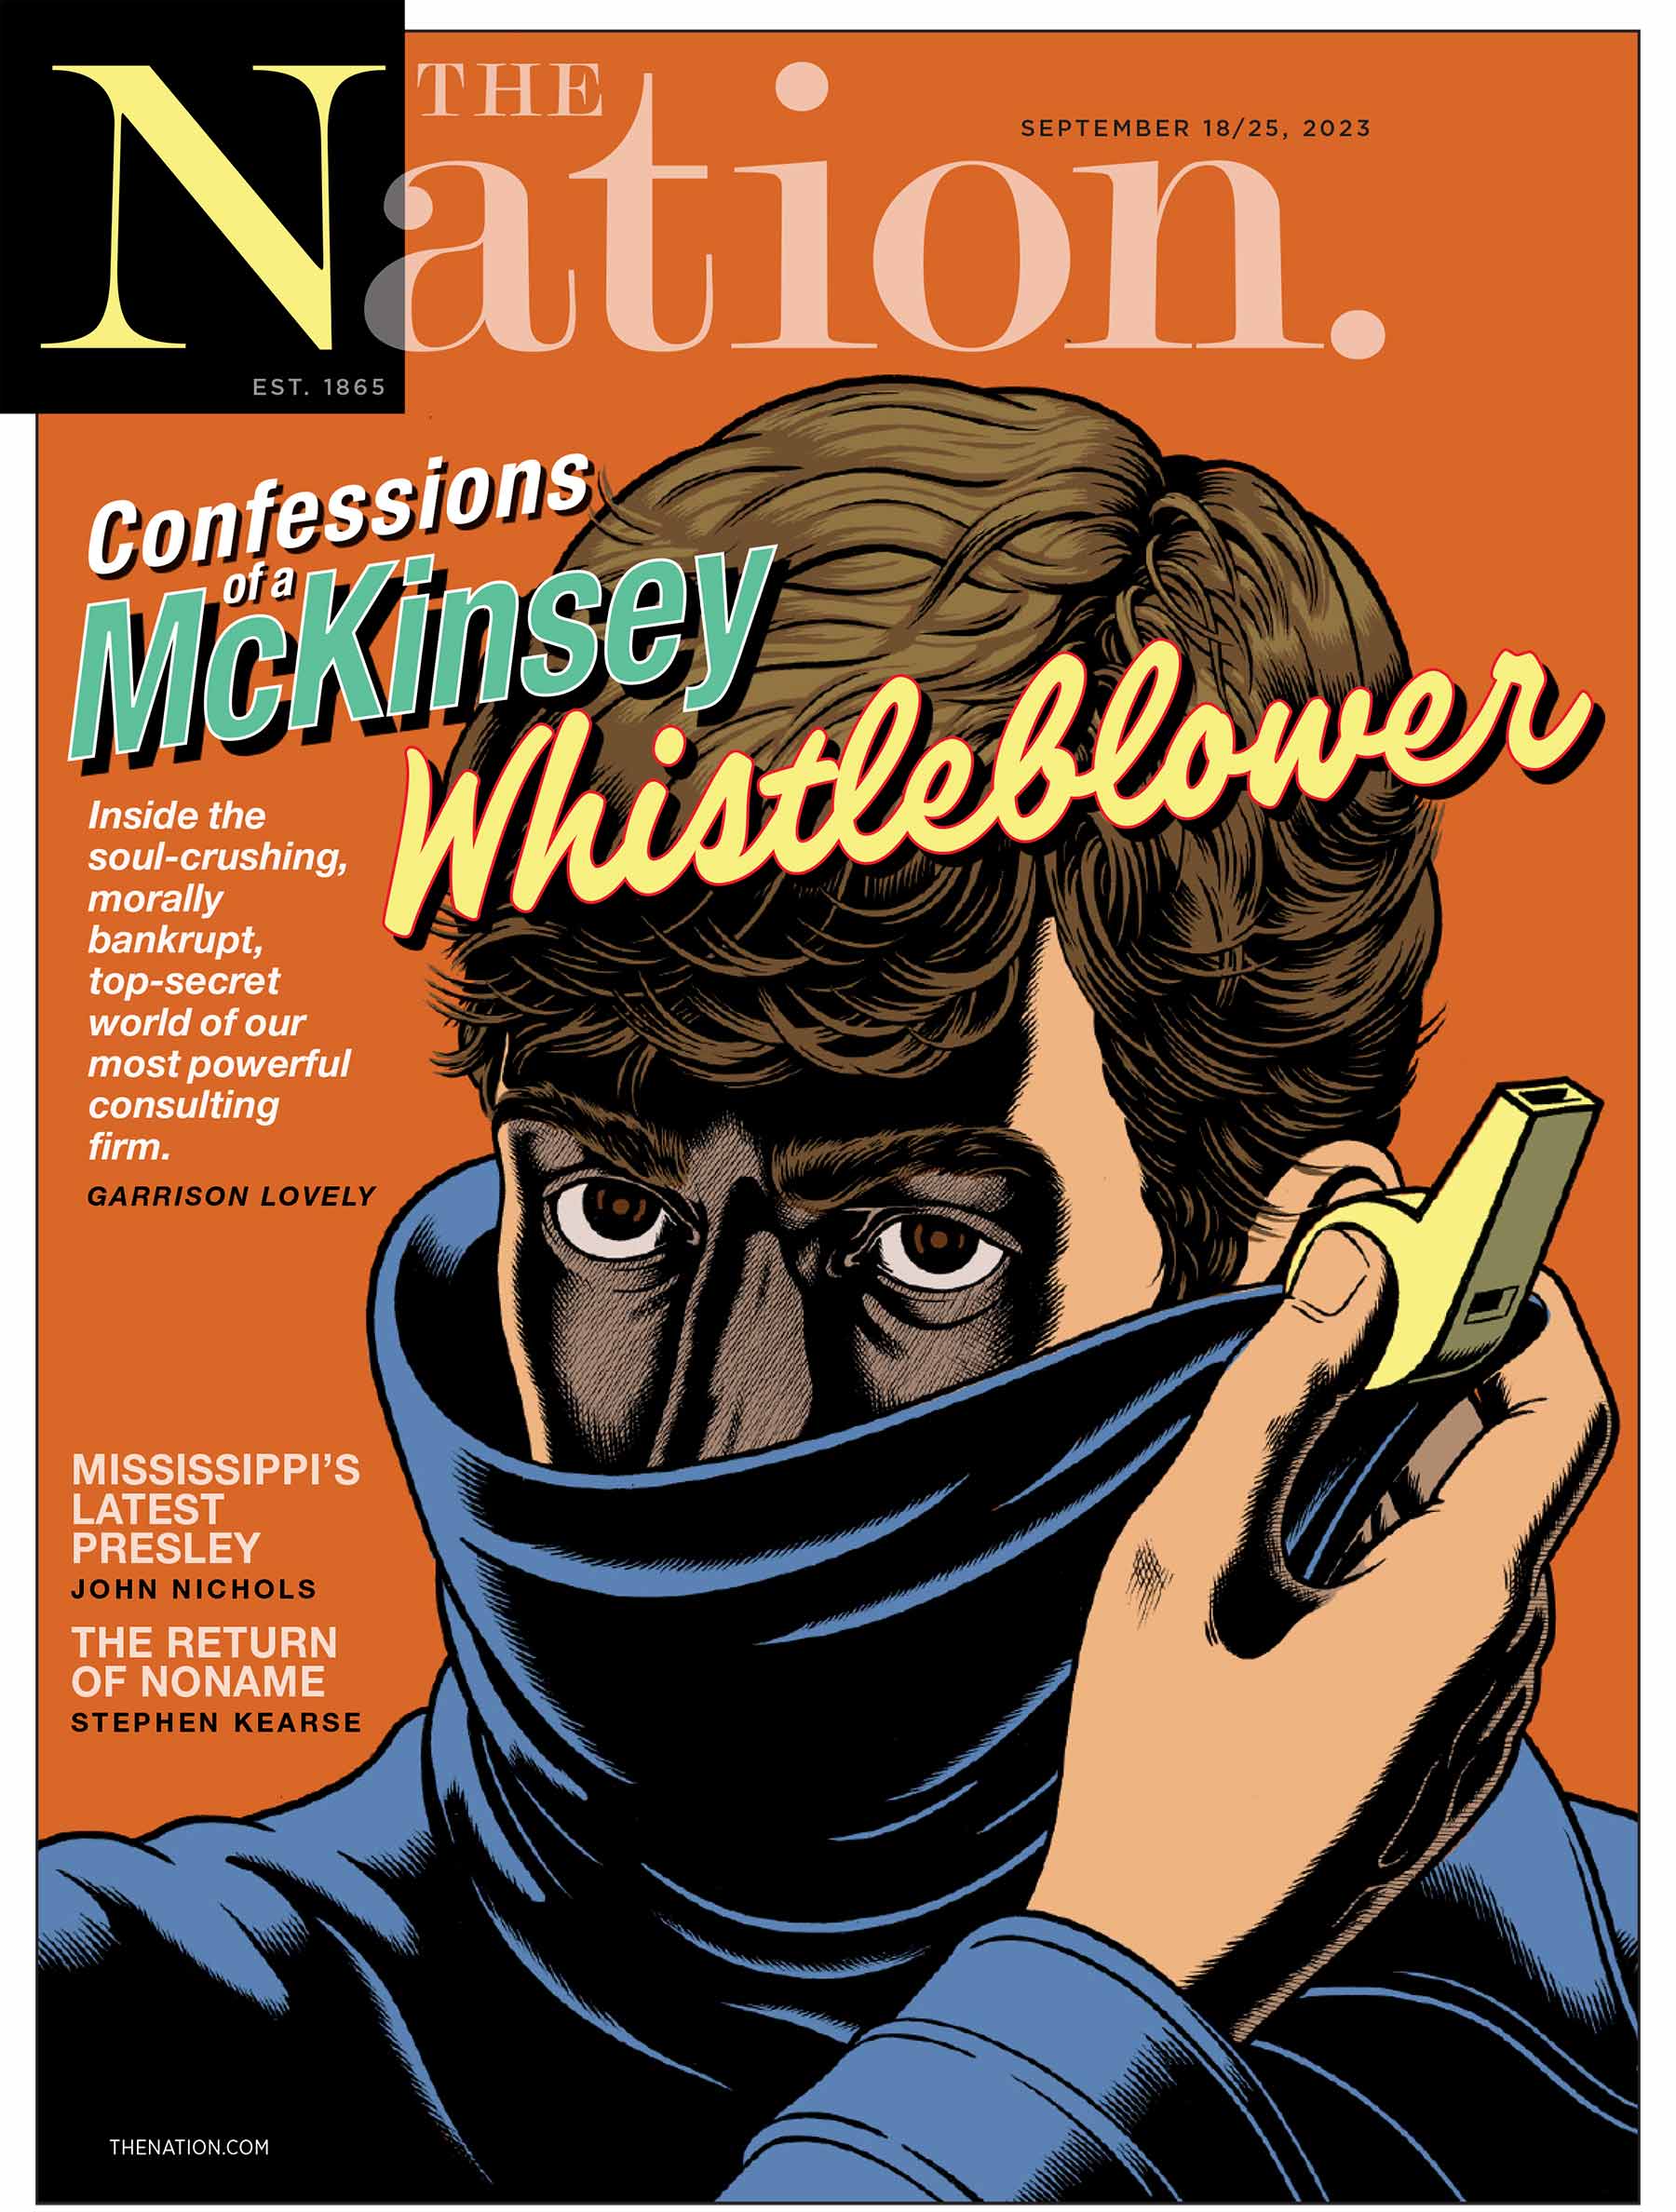 THE
Nation.
SEPTEMBER 18/25, 2023
EST. 1865
Confessions
of a
McKinsey
Whistleblower
Inside the
soul-crushing,
morally
bankrupt,
top-secret
world of our
most powerful
consulting
firm.
GARRISON LOVELY
MISSISSIPPI’S
LATEST
PRESLEY
JOHN NICHOLS
THE RETURN
OF NONAME
STEPHEN KEARSE
THENATION.COM